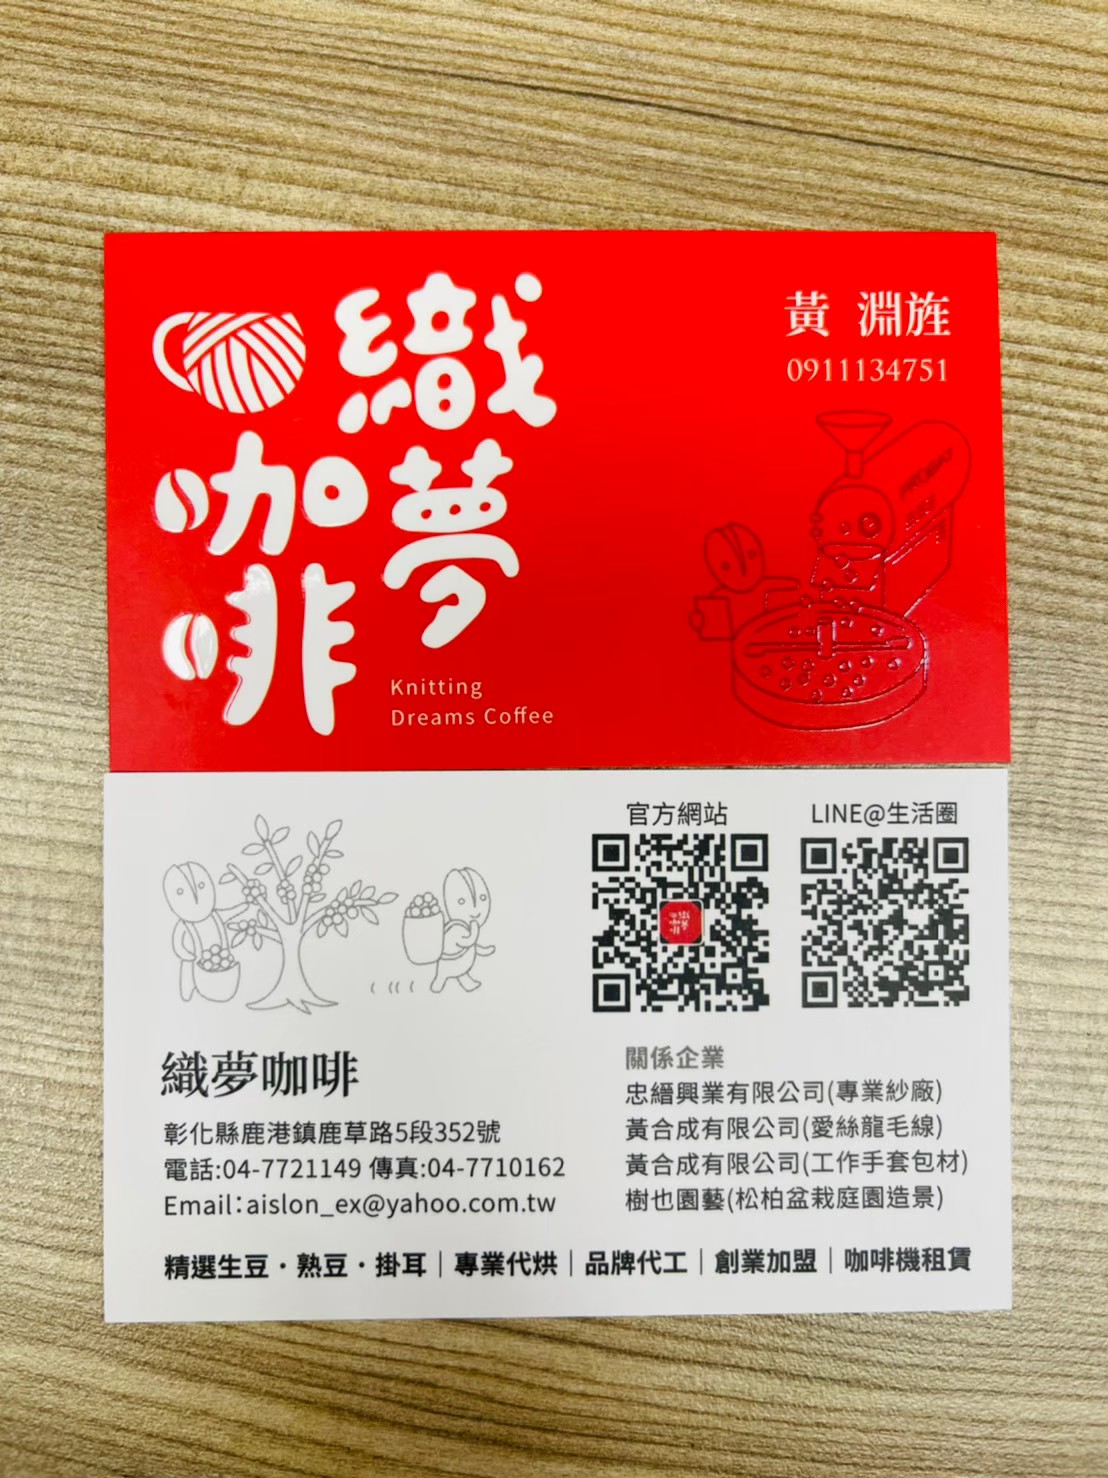 織夢
咖啡
Knitting
Dreams Coffee
黃 淵旌
0911134751
PROBAT
官方網站
LINE@生活圈
織夢咖啡
織夢咖啡
彰化縣鹿港鎮鹿草路5段352號
電話:04-7721149 傳真:04-7710162
Email:aislon_ex@yahoo.com.tw
關係企業
忠縉興業有限公司(專業紗廠)
黃合成有限公司(愛絲龍毛線)
黃合成有限公司(工作手套包材)
樹也園藝(松柏盆栽庭園造景)
精選生豆・熟豆・掛耳｜專業代烘｜品牌代工｜創業加盟｜咖啡機租賃